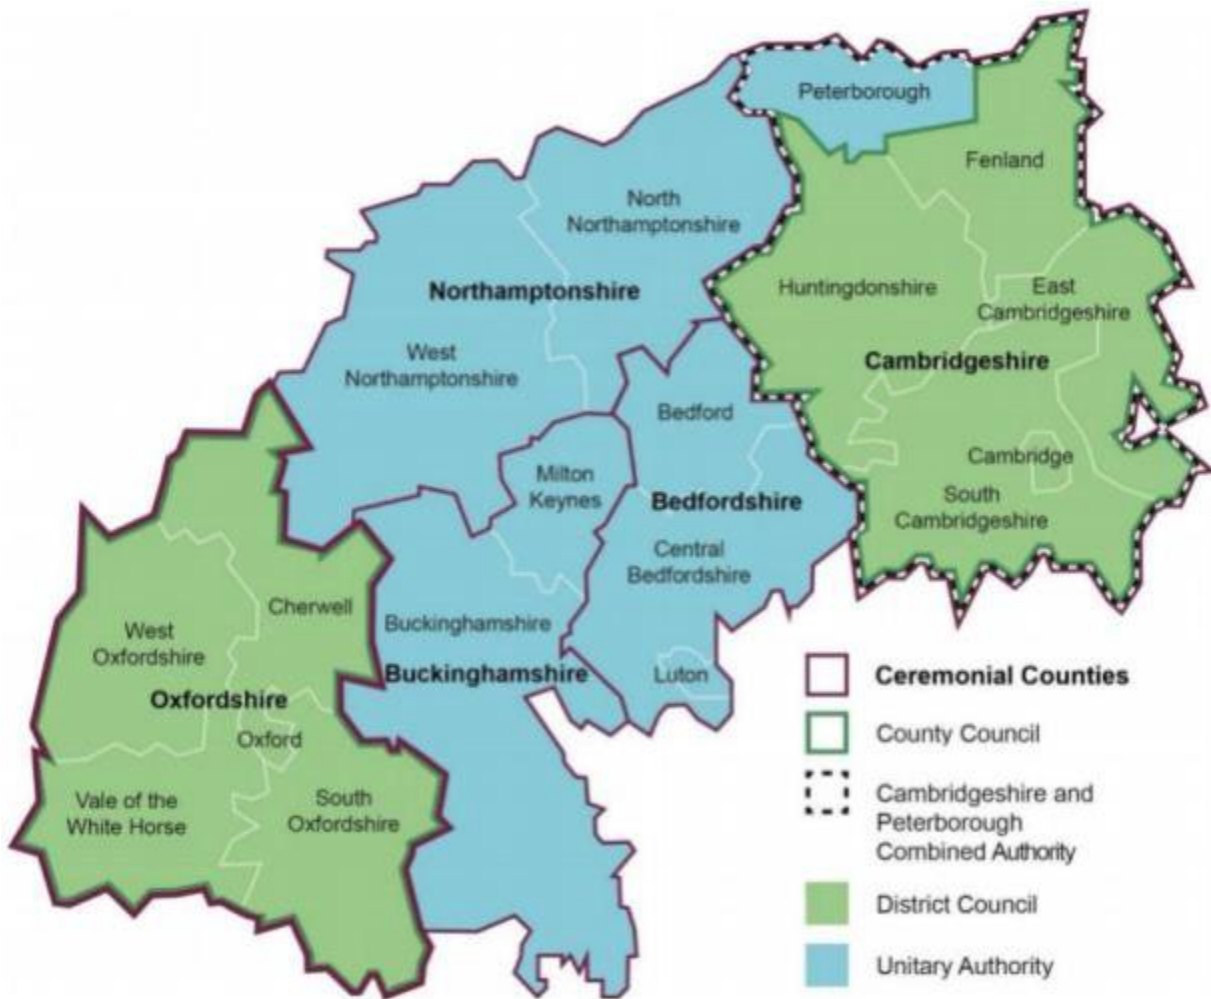 Peterborough
Fenland
North
Northamptonshire
Northamptonshire
Huntingdonshire
East
Cambridgeshire
West
Northamptonshire
Cambridgeshire
Bedford
Cambridge
Milton
Keynes
Bedfordshire
South
Cambridgeshire
Central
Bedfordshire
Cherwell
Buckinghamshire
West
Oxfordshire
Buckinghamshire
Luton
Oxfordshire
Oxford
Vale of the
White Horse
South
Oxfordshire
Ceremonial Counties
County Council
Cambridgeshire and
Peterborough
Combined Authority
District Council
Unitary Authority